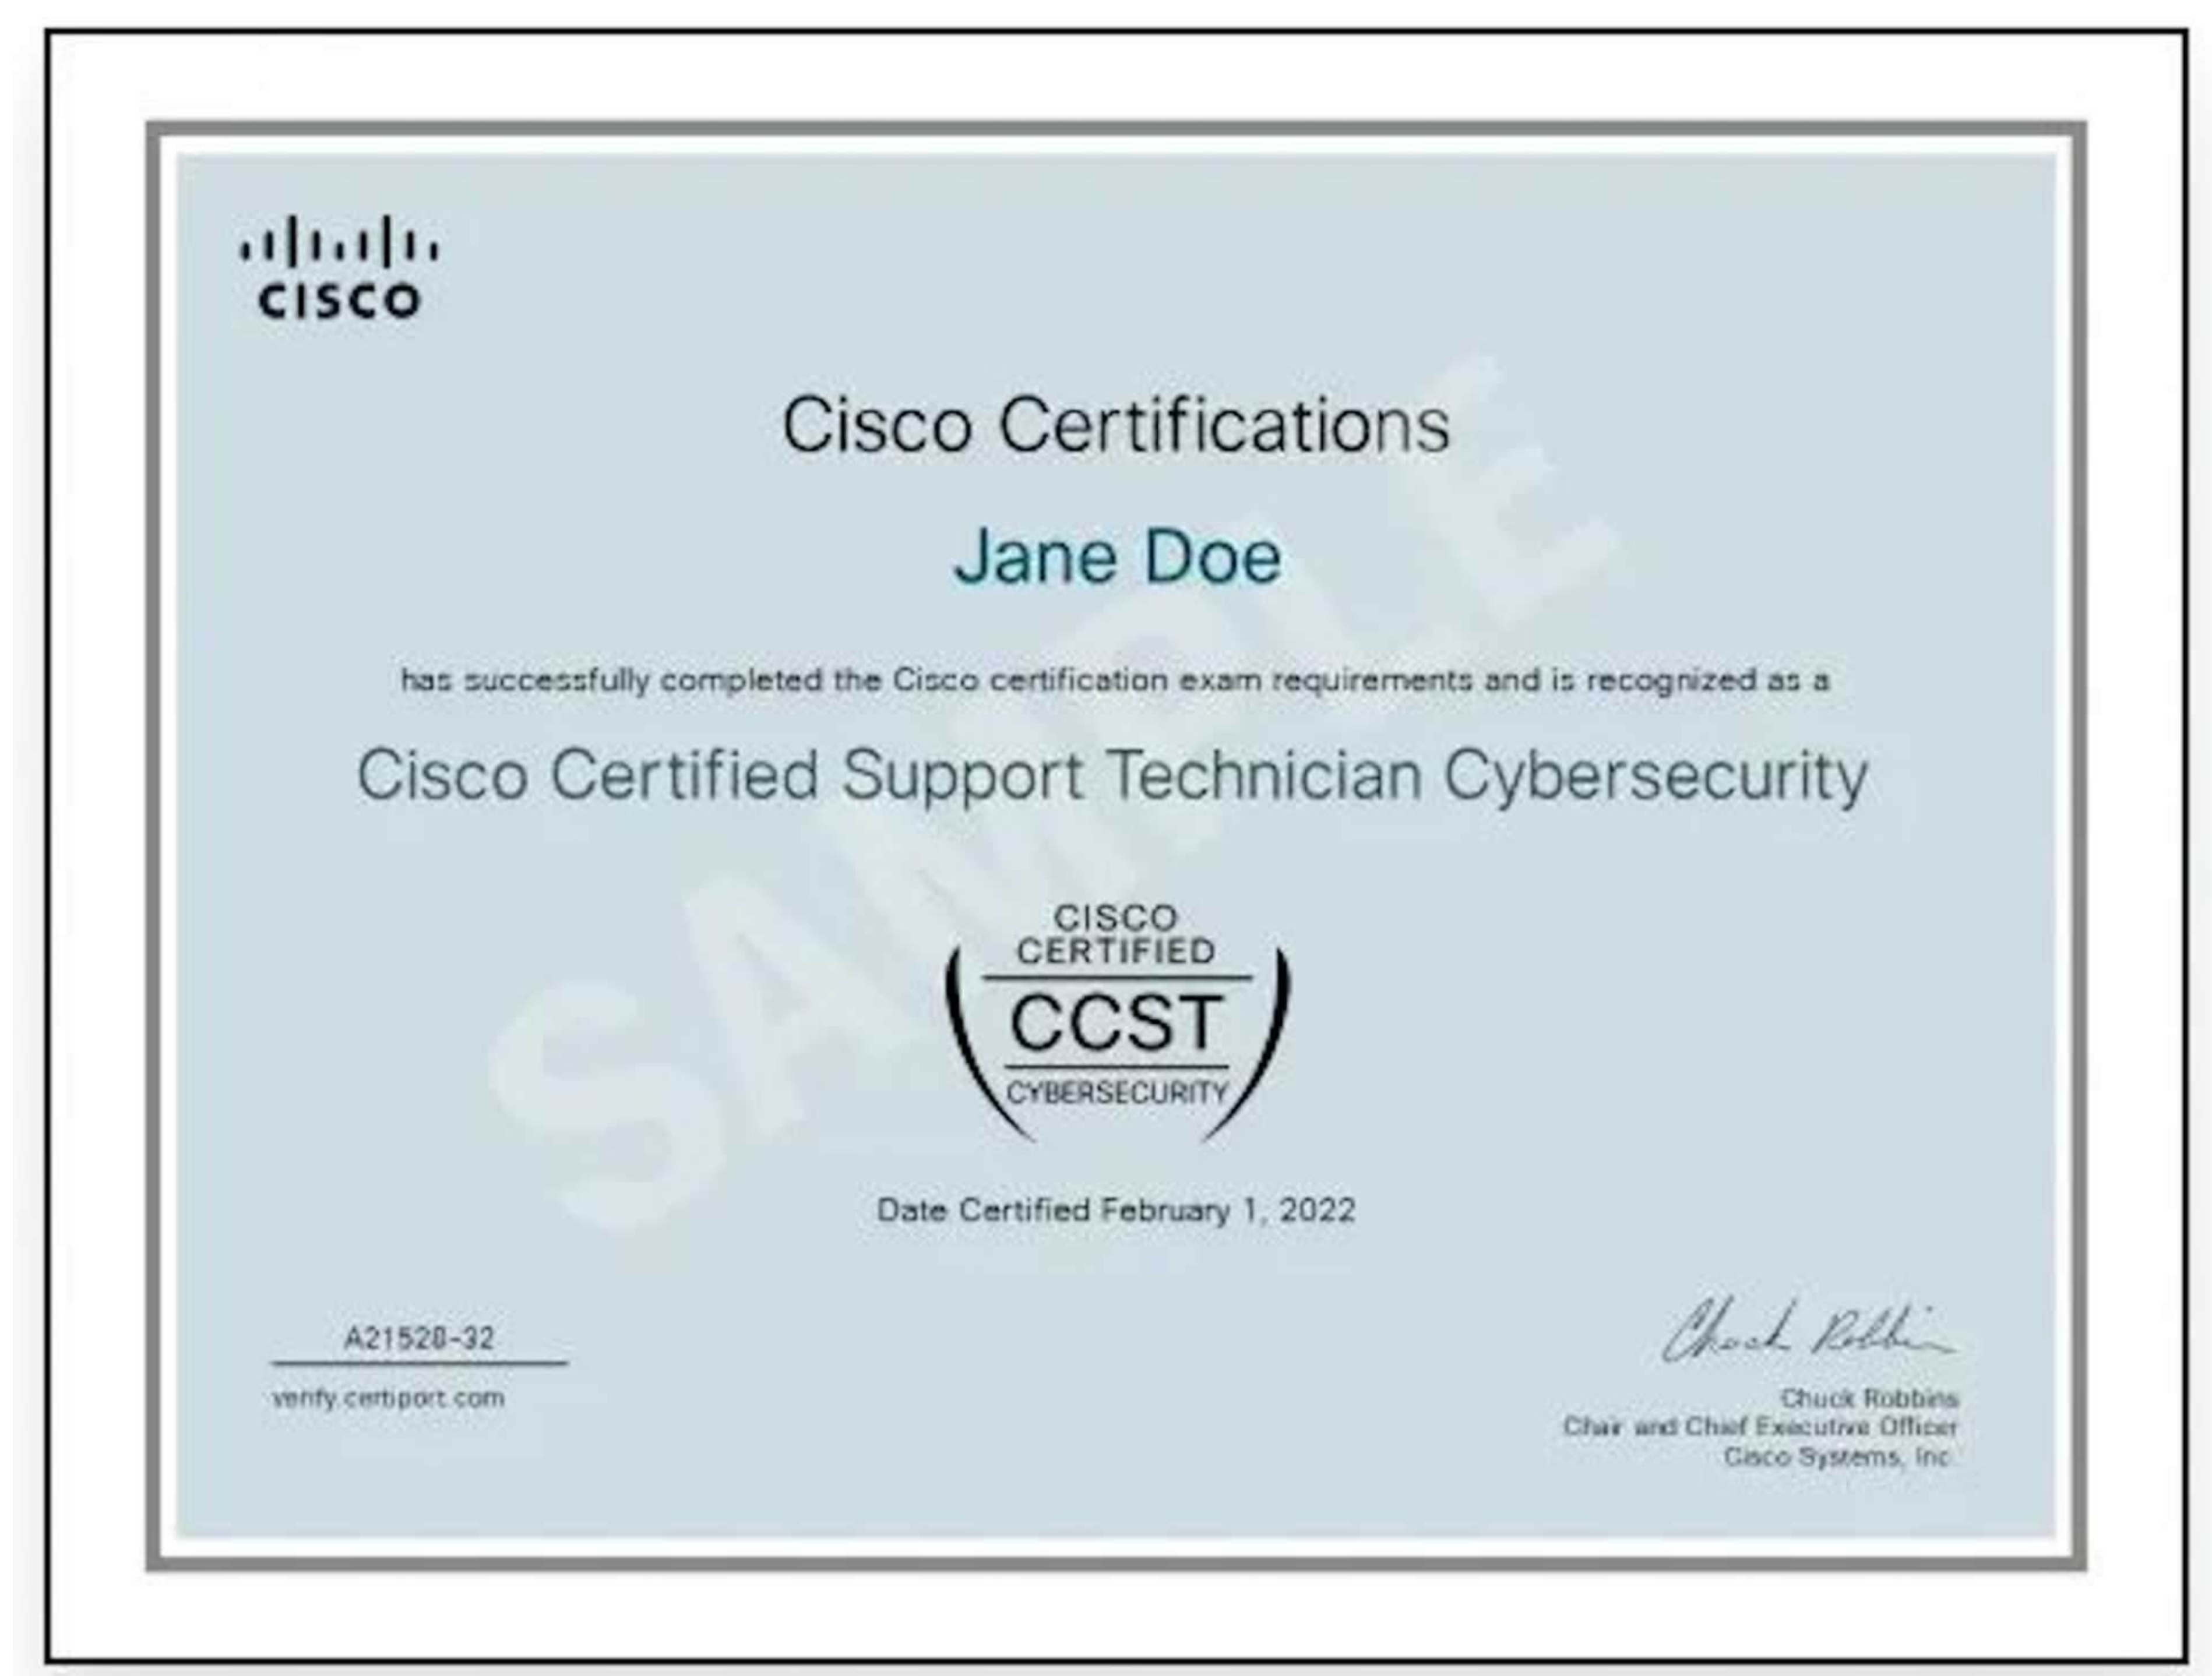 CISCO
Cisco Certifications
Jane Doe
has successfully completed the Cisco certification exam requirements and is recognized as a
Cisco Certified Support Technician Cybersecurity
SAMPLE
CISCO
CERTIFIED
CCST
CYBERSECURITY
Date Certified February 1, 2022
A21528-32
verify.certiport.com
Chuck Robbins
Chuck Robbins
Chair and Chief Executive Officer
Cisco Systems, Inc.